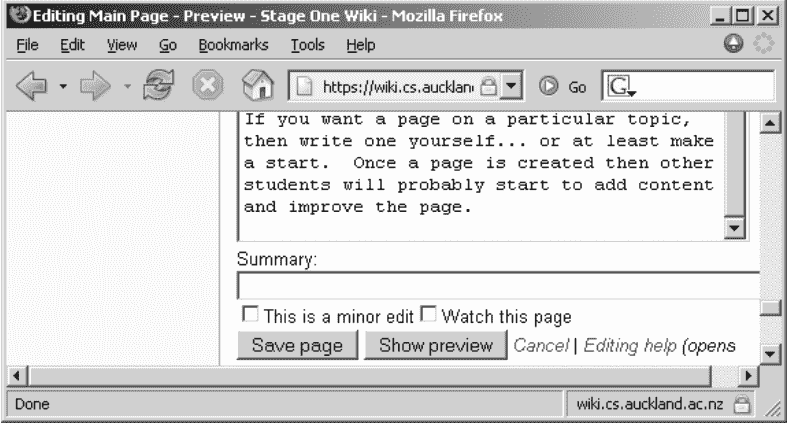 Editing Main Page - Preview - Stage One Wiki - Mozilla Firefox
File Edit View Go Bookmarks Tools Help
https://wiki.cs.aucklan Go G
If you want a page on a particular topic,
then write one yourself... or at least make
a start.  Once a page is created then other
students will probably start to add content
and improve the page.
Summary:
This is a minor edit Watch this page
Save page Show preview Cancel | Editing help (opens
Done wiki.cs.auckland.ac.nz